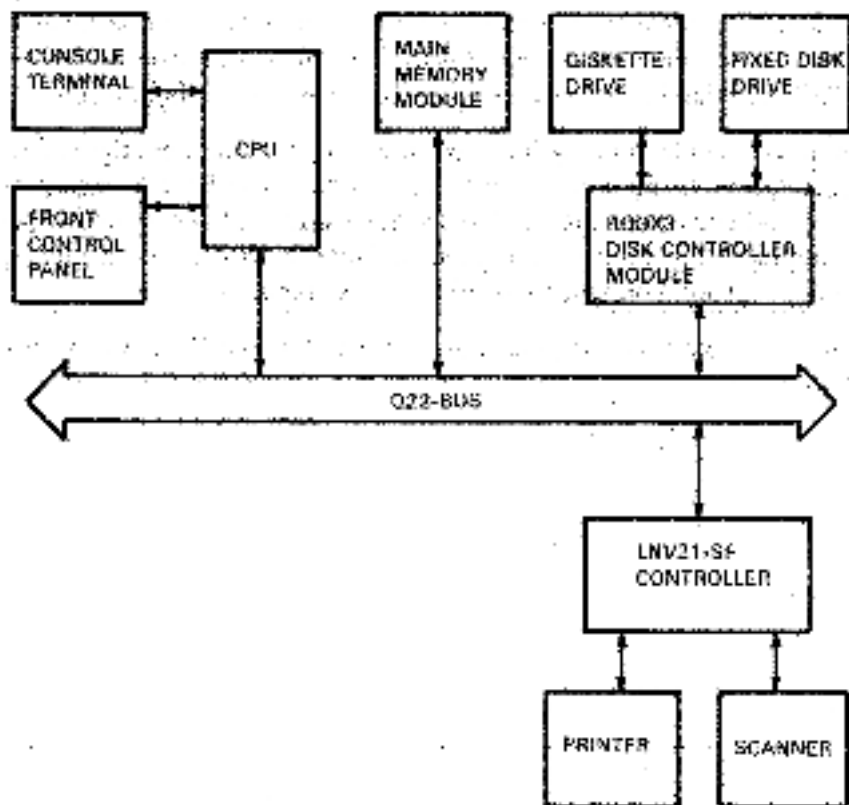 CONSOLE
TERMINAL
CPU
MAIN
MEMORY
MODULE
DISKETTE
DRIVE
FIXED DISK
DRIVE
FRONT
CONTROL
PANEL
DISK CONTROLLER
MODULE
Q22-BUS
CONTROLLER
PRINTER
SCANNER